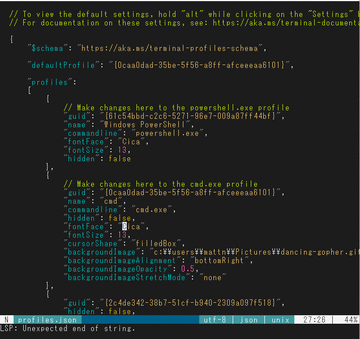 // To view the default settings, hold "alt" while clicking on the "Settings"
// For documentation on these settings, see: https://aka.ms/terminal-documenta
{
"$schema": "https://aka.ms/terminal-profiles-schema",
"defaultProfile": "{0caa0dad-35be-5f56-a8ff-afceeeaa6101}",
"profiles":
[
{
// Make changes here to the powershell.exe profile
"guid": "{61c54bbd-c2c6-5271-96e7-009a87ff44bf}",
"name": "Windows PowerShell",
"commandline": "powershell.exe",
"fontFace": "Cica",
"fontSize": 13,
"hidden": false
},
{
// Make changes here to the cmd.exe profile
"guid": "{0caa0dad-35be-5f56-a8ff-afceeeaa6101}",
"name": "cmd",
"commandline": "cmd.exe",
"hidden": false,
"fontFace": "Cica",
"fontSize": 13,
"cursorShape": "filledBox",
"backgroundImage": "c:¥¥users¥¥mattn¥¥Pictures¥¥dancing-gopher.gif
"backgroundImageAlignment": "bottomRight",
"backgroundImageOpacity": 0.5,
"backgroundImageStretchMode": "none"
},
{
"guid": "{2c4de342-38b7-51cf-b940-2309a097f518}",
"hidden": false,
N profiles.json utf-8 | json | unix 27:26 44%
LSP: Unexpected end of string.